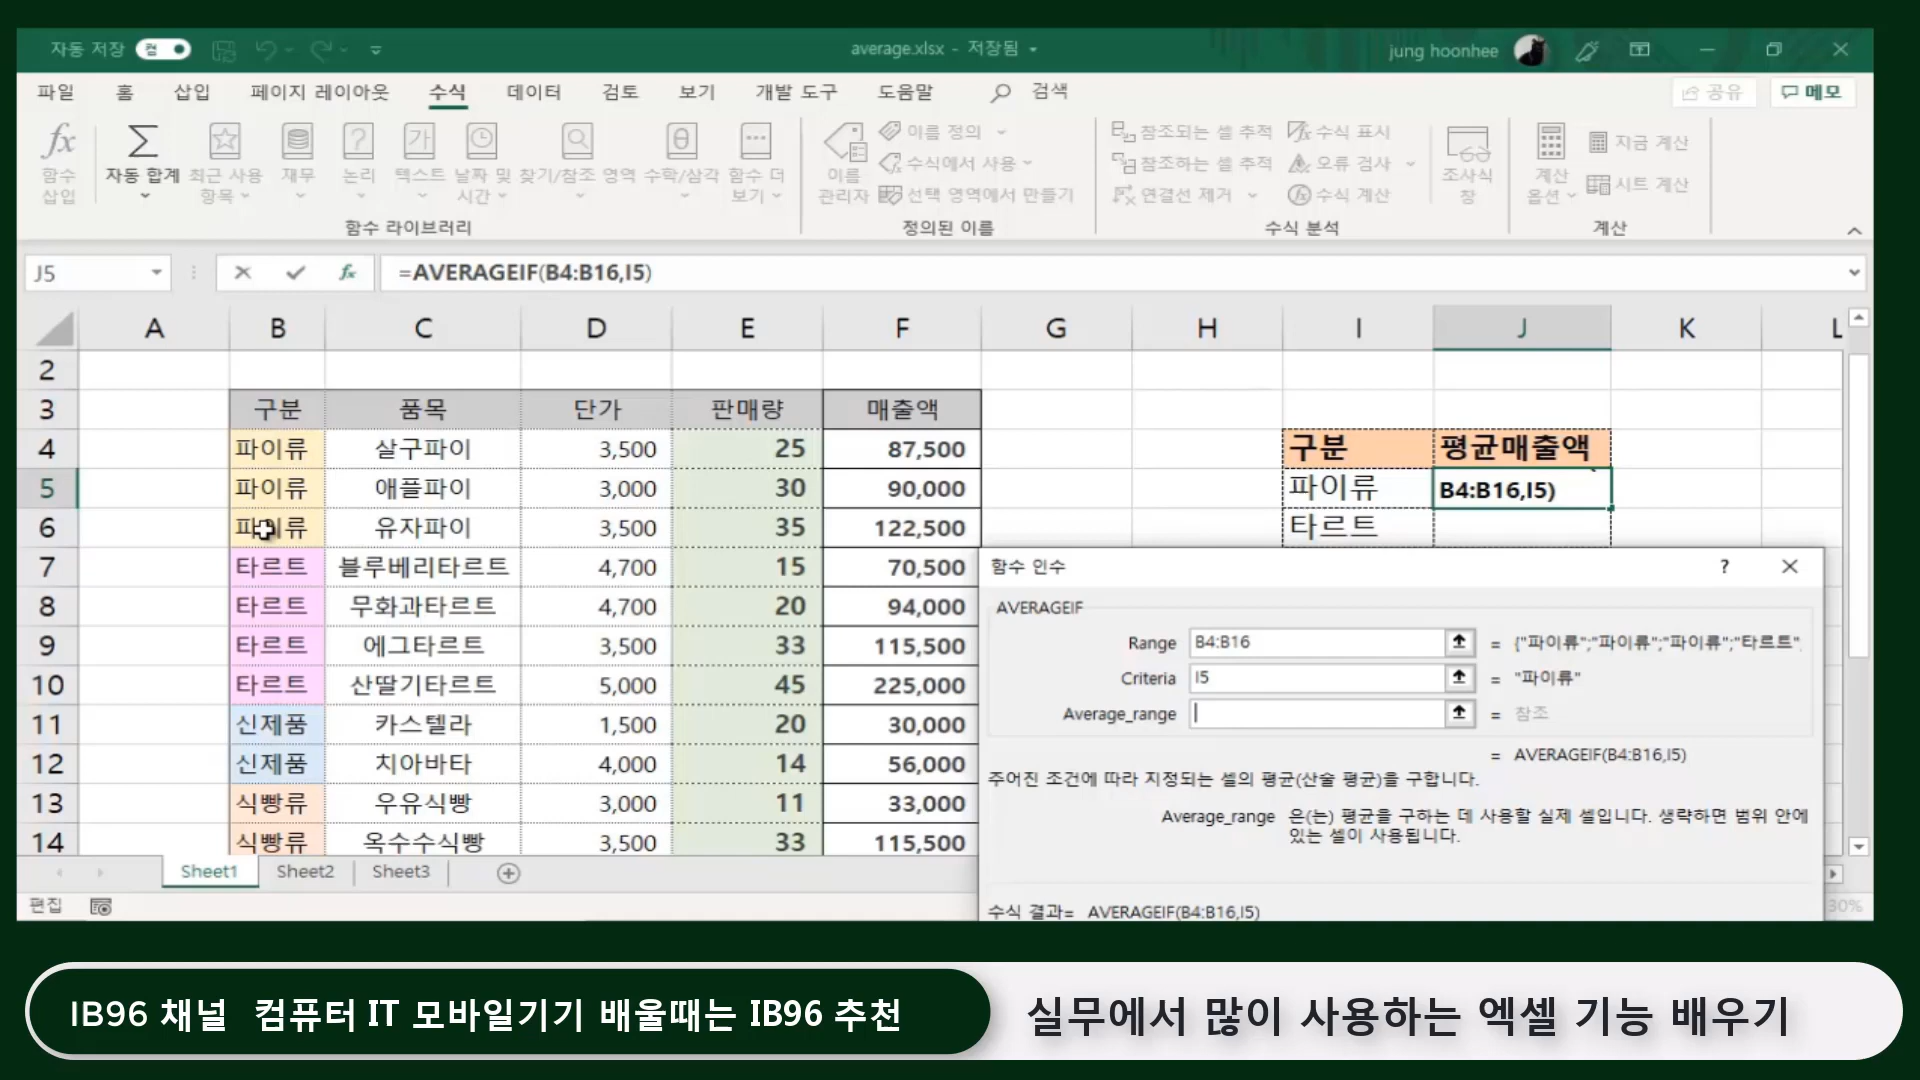 자동 저장 컴 average.xlsx - 저장됨 jung hoonhee
파일 홈 삽입 페이지 레이아웃 수식 데이터 검토 보기 개발 도구 도움말 검색 공유 메모
함수 삽입 자동 합계 최근 사용 항목 재무 논리 텍스트 날짜 및 시간 찾기/참조 영역 수학/삼각 함수 더 보기
함수 라이브러리
이름 관리자 이름 정의
수식에서 사용
선택 영역에서 만들기
정의된 이름
참조되는 셀 추적 수식 표시
참조하는 셀 추적 오류 검사
연결선 제거 수식 계산
조사식 창
수식 분석
계산 옵션 지금 계산
시트 계산
계산
J5 fx =AVERAGEIF(B4:B16,I5)
A B C D E F G H I J K L
2
3 구분 품목 단가 판매량 매출액
4 파이류 살구파이 3,500 25 87,500 구분 평균매출액
5 파이류 애플파이 3,000 30 90,000 파이류 B4:B16,I5)
6 파이류 유자파이 3,500 35 122,500 타르트
7 타르트 블루베리타르트 4,700 15 70,500
8 타르트 무화과타르트 4,700 20 94,000
9 타르트 에그타르트 3,500 33 115,500
10 타르트 산딸기타르트 5,000 45 225,000
11 신제품 카스텔라 1,500 20 30,000
12 신제품 치아바타 4,000 14 56,000
13 식빵류 우유식빵 3,000 11 33,000
14 식빵류 옥수수식빵 3,500 33 115,500
함수 인수 ?
AVERAGEIF
Range B4:B16 = {"파이류";"파이류";"파이류";"타르트";
Criteria I5 = "파이류"
Average_range = 참조
= AVERAGEIF(B4:B16,I5)
주어진 조건에 따라 지정되는 셀의 평균(산술 평균)을 구합니다.
Average_range 은(는) 평균을 구하는 데 사용할 실제 셀입니다. 생략하면 범위 안에
있는 셀이 사용됩니다.
수식 결과= AVERAGEIF(B4:B16,I5)
Sheet1 Sheet2 Sheet3
편집 30%
IB96 채널 컴퓨터 IT 모바일기기 배울때는 IB96 추천
실무에서 많이 사용하는 엑셀 기능 배우기